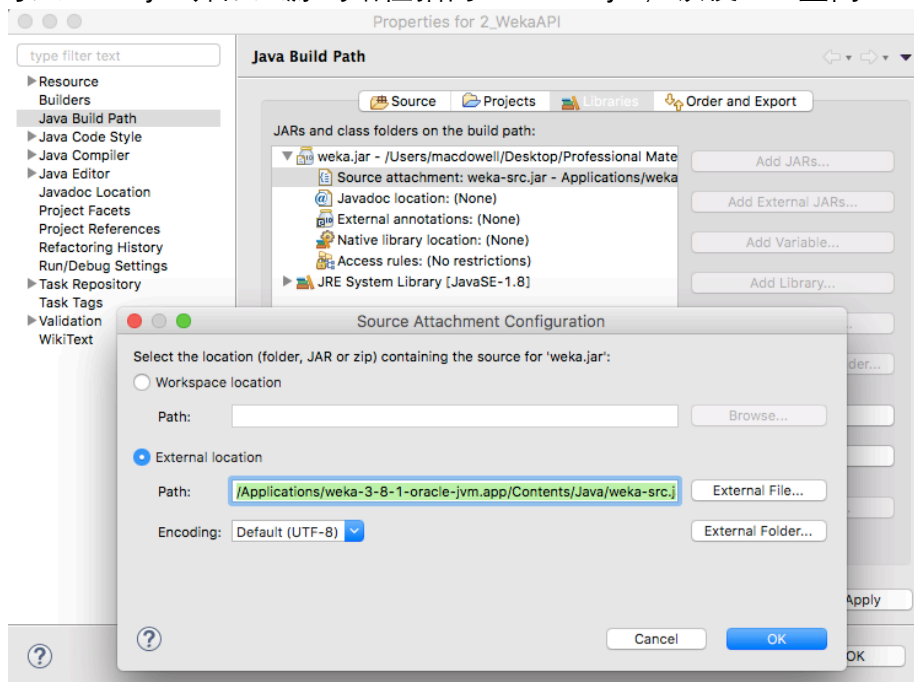 Properties for 2_WekaAPI
type filter text
Java Build Path
Resource
Builders
Java Build Path
Java Code Style
Java Compiler
Java Editor
Javadoc Location
Project Facets
Project References
Refactoring History
Run/Debug Settings
Task Repository
Task Tags
Validation
WikiText
Source
Projects
Libraries
Order and Export
JARs and class folders on the build path:
weka.jar - /Users/macdowell/Desktop/Professional Mate
Source attachment: weka-src.jar - Applications/weka
Javadoc location: (None)
External annotations: (None)
Native library location: (None)
Access rules: (No restrictions)
JRE System Library [JavaSE-1.8]
Add JARs...
Add External JARs...
Add Variable...
Add Library...
der...
Source Attachment Configuration
Select the location (folder, JAR or zip) containing the source for 'weka.jar':
Workspace location
Path:
Browse...
External location
Path: /Applications/weka-3-8-1-oracle-jvm.app/Contents/Java/weka-src.j
External File...
Encoding: Default (UTF-8)
External Folder...
Apply
Cancel
OK
OK